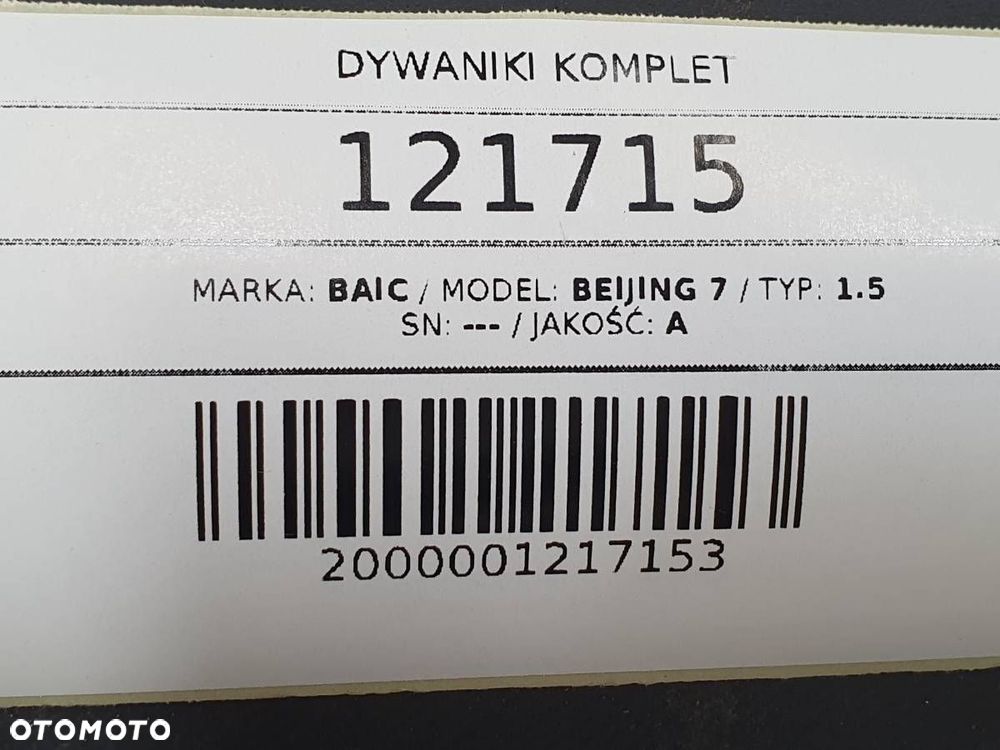 DYWANIKI KOMPLET
121715
MARKA: BAIC / MODEL: BEIJING 7 / TYP: 1.5
SN: --- / JAKOŚĆ: A
2000001217153
OTOMOTO